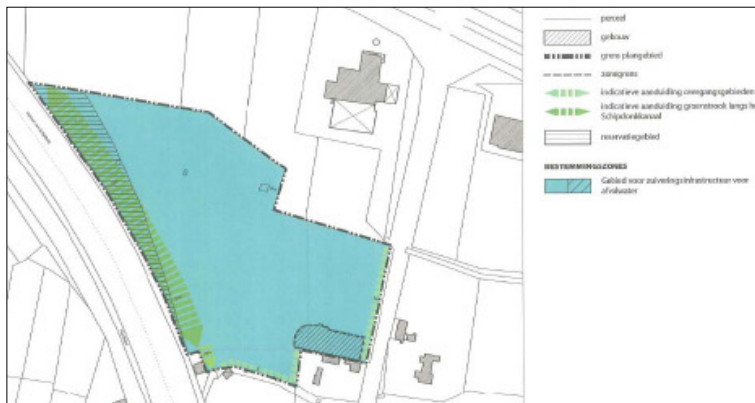 perceel
gebouw
grens plangebied
zonegrens
indicatieve aanduiding overgangsgebieden
indicatieve aanduiding groenstrook langs he
Schipdonkkanaal
reservatiegebied
BESTEMMINGSZONES
Gebied voor zuiveringsinfrastructuur voor
afvalwater